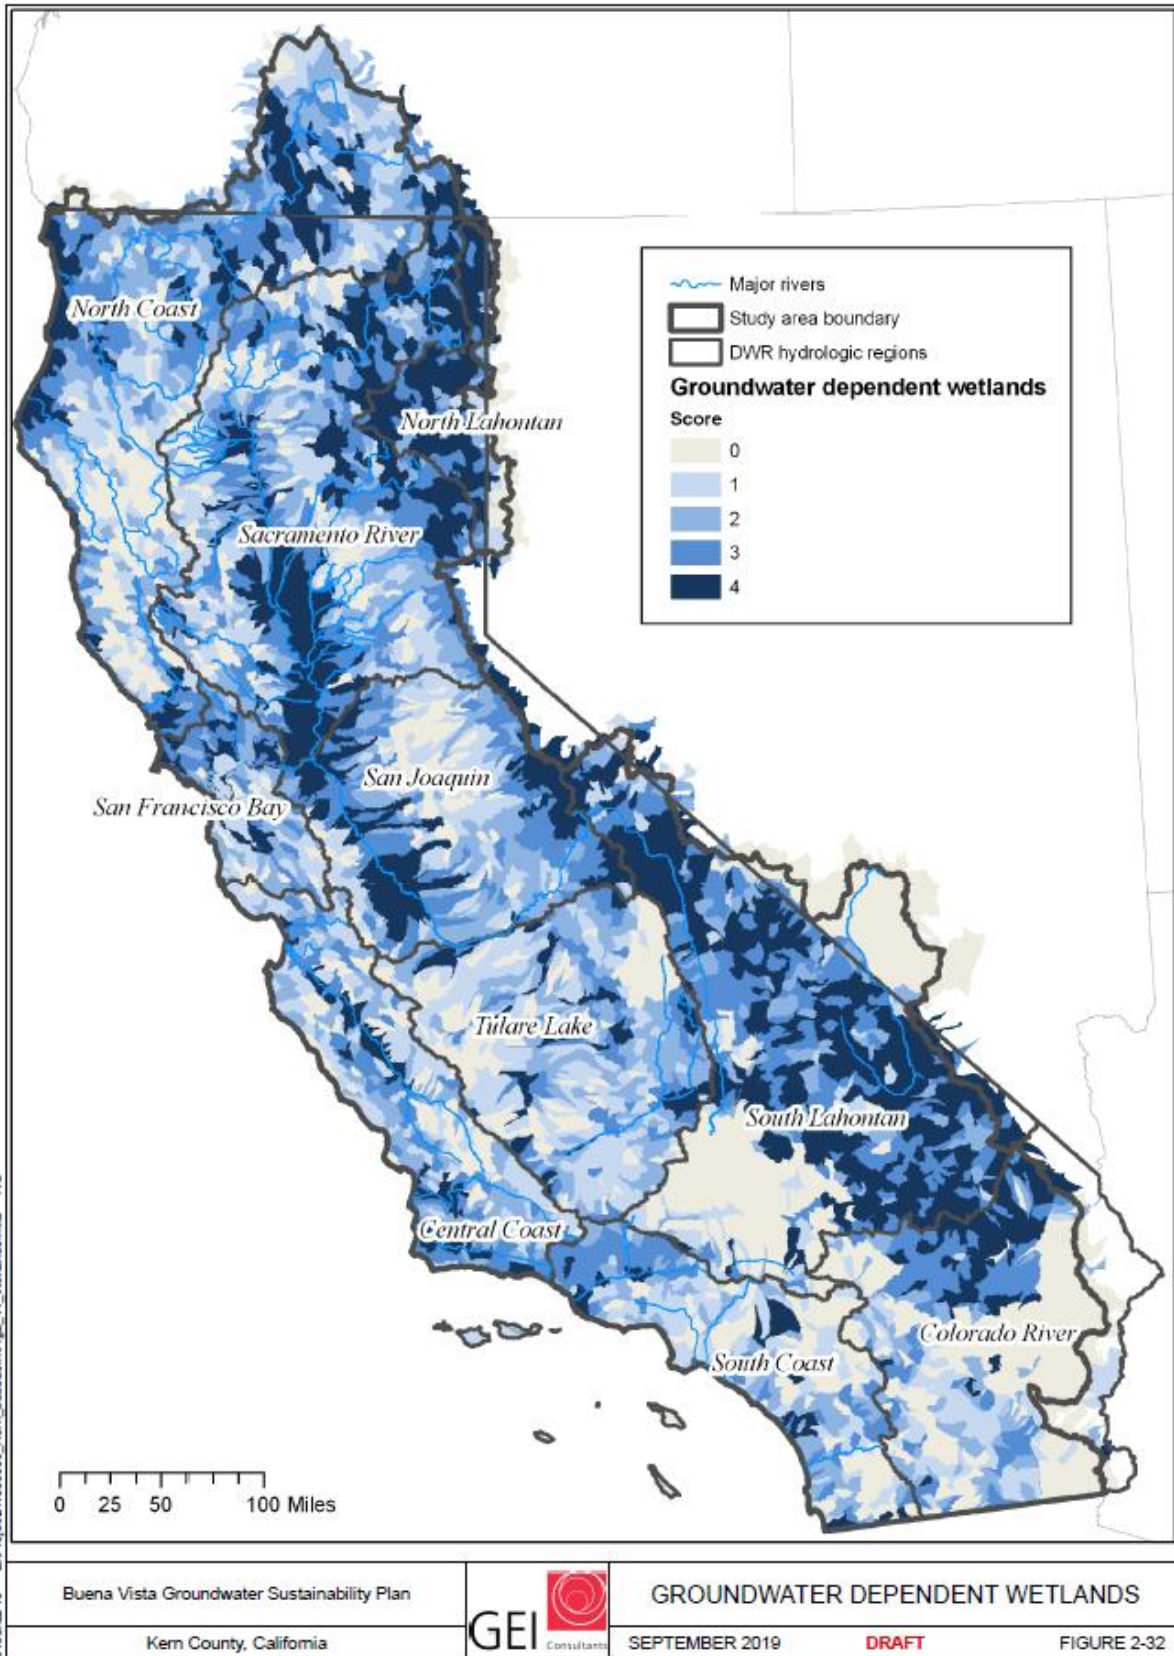 Major rivers
Study area boundary
DWR hydrologic regions
Groundwater dependent wetlands
Score
0
1
2
3
4
North Coast
North Lahontan
Sacramento River
San Joaquin
San Francisco Bay
Tulare Lake
South Lahontan
Central Coast
Colorado River
South Coast
0 25 50 100 Miles
Buena Vista Groundwater Sustainability Plan
Kern County, California
GEI Consultants
GROUNDWATER DEPENDENT WETLANDS
SEPTEMBER 2019 DRAFT FIGURE 2-32